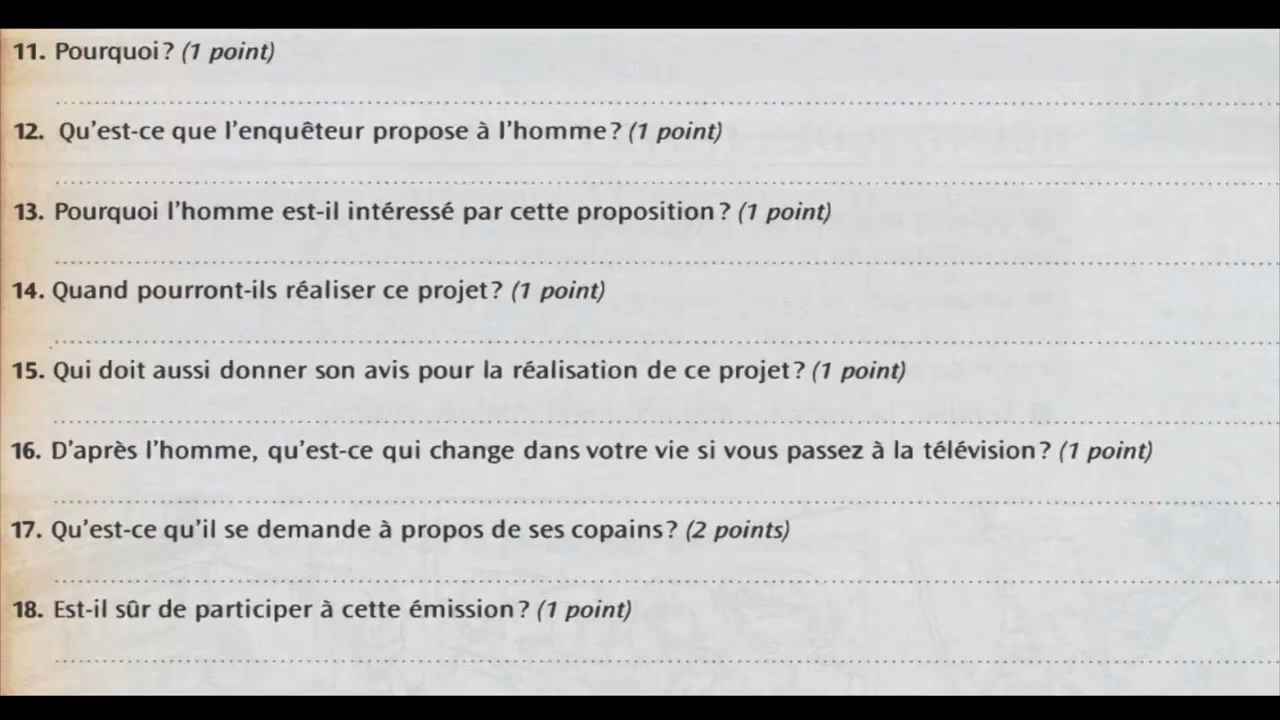 11. Pourquoi? (1 point)
12. Qu'est-ce que l'enquêteur propose à l'homme? (1 point)
13. Pourquoi l'homme est-il intéressé par cette proposition? (1 point)
14. Quand pourront-ils réaliser ce projet? (1 point)
15. Qui doit aussi donner son avis pour la réalisation de ce projet? (1 point)
16. D'après l'homme, qu'est-ce qui change dans votre vie si vous passez à la télévision? (1 point)
17. Qu'est-ce qu'il se demande à propos de ses copains? (2 points)
18. Est-il sûr de participer à cette émission? (1 point)